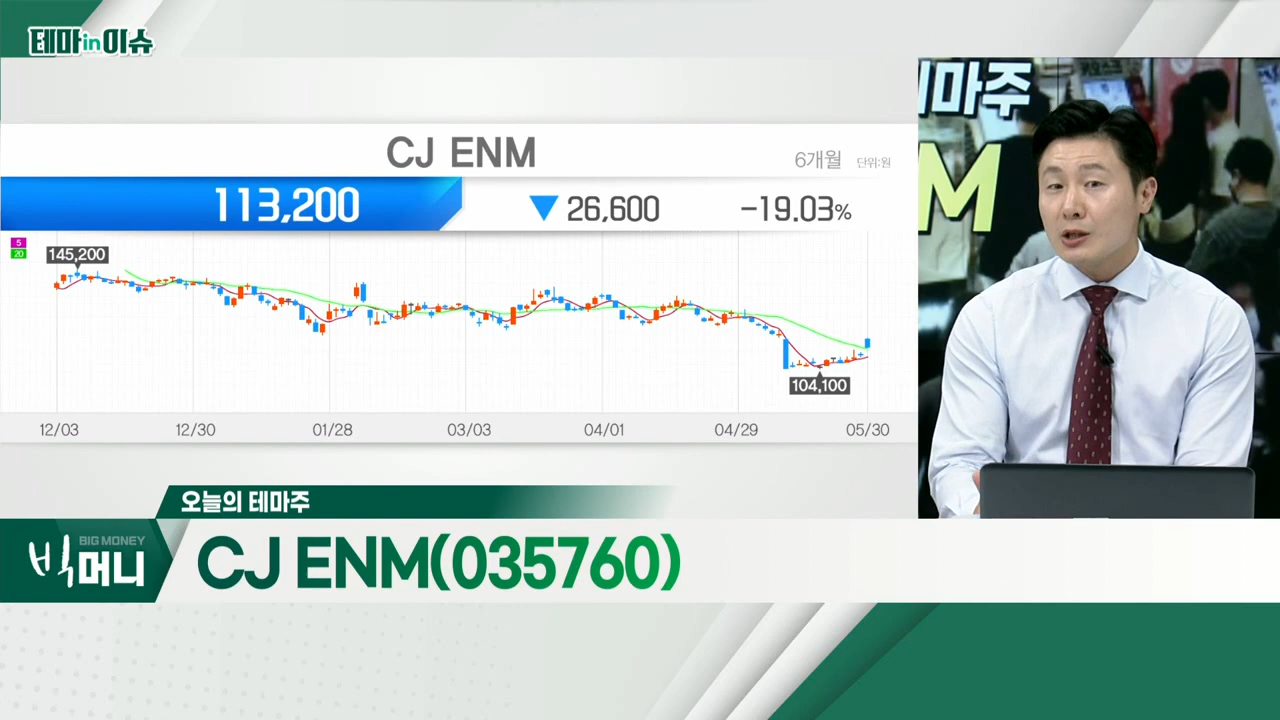 테마in이슈
이마주
M
CJ ENM
6개월 단위:원
113,200 ▼ 26,600 -19.03%
5
20
145,200
104,100
12/03 12/30 01/28 03/03 04/01 04/29 05/30
오늘의 테마주
빅머니 BIG MONEY
CJ ENM(035760)